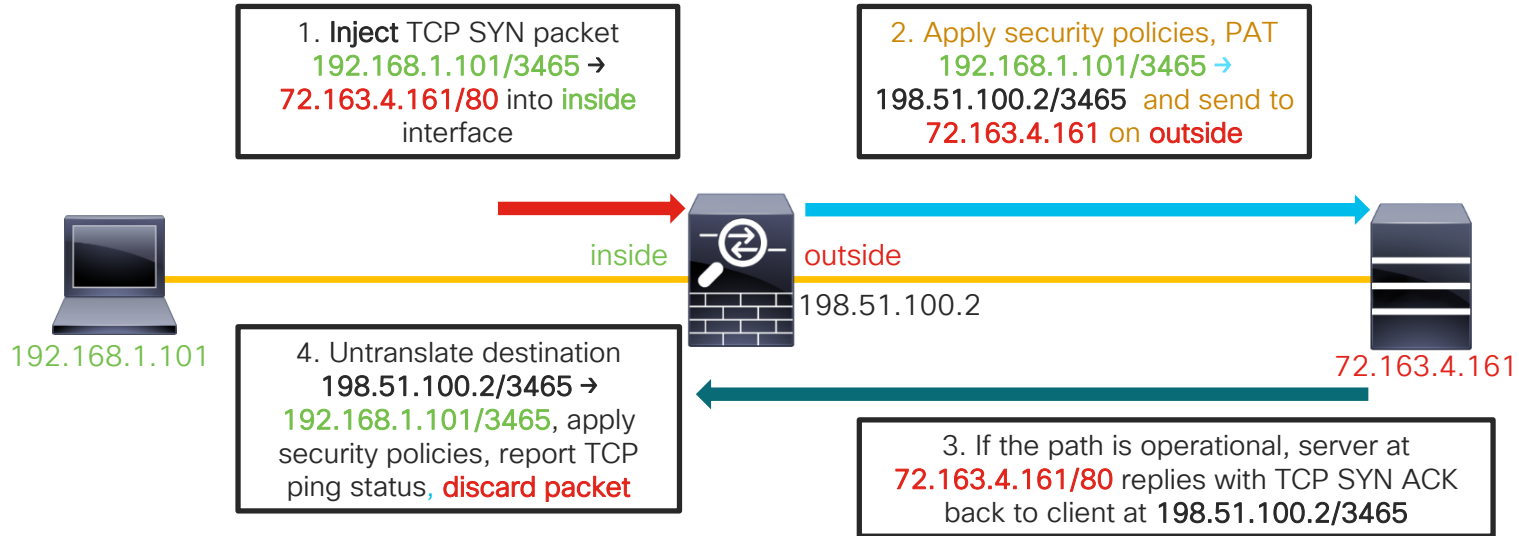 1. Inject TCP SYN packet
192.168.1.101/3465 →
72.163.4.161/80 into inside
interface
2. Apply security policies, PAT
192.168.1.101/3465 →
198.51.100.2/3465 and send to
72.163.4.161 on outside
inside
outside
198.51.100.2
192.168.1.101
72.163.4.161
4. Untranslate destination
198.51.100.2/3465 →
192.168.1.101/3465, apply
security policies, report TCP
ping status, discard packet
3. If the path is operational, server at
72.163.4.161/80 replies with TCP SYN ACK
back to client at 198.51.100.2/3465